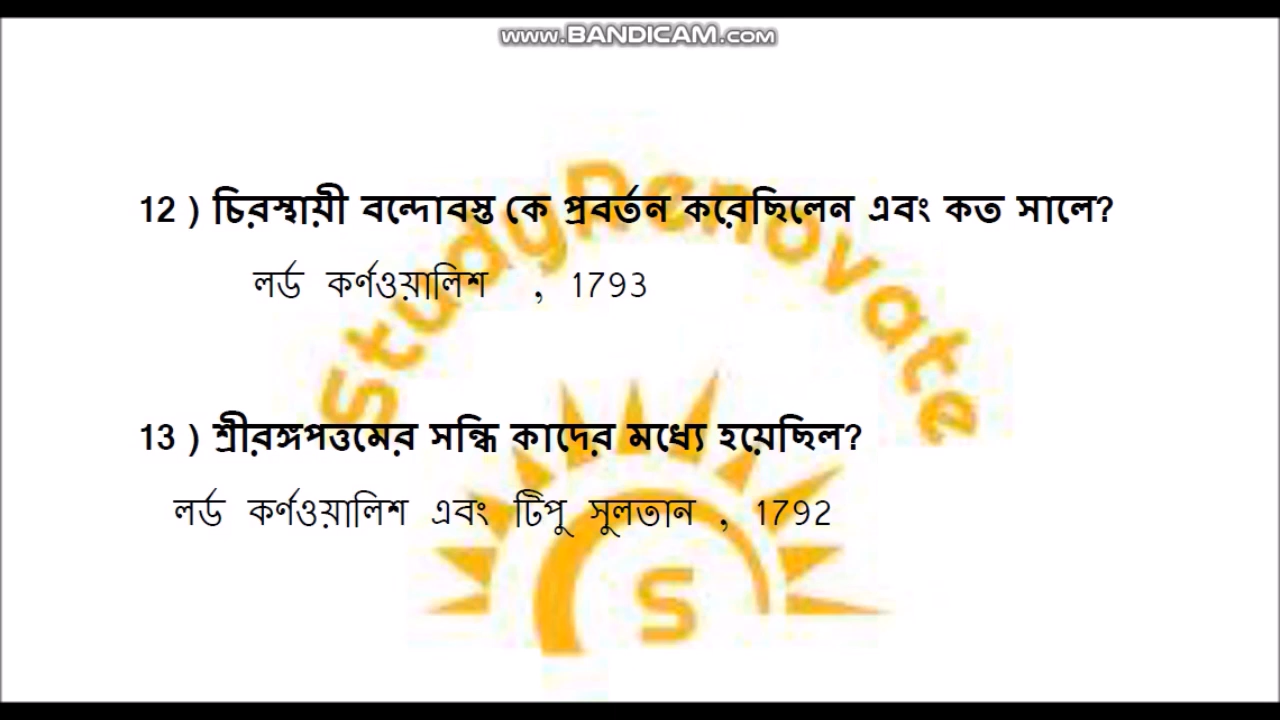 www.BANDICAM.com
StudyRenovate
12 ) চিরস্থায়ী বন্দোবস্ত কে প্রবর্তন করেছিলেন এবং কত সালে?
লর্ড কর্ণওয়ালিশ , 1793
13 ) শ্রীরঙ্গপত্তমের সন্ধি কাদের মধ্যে হয়েছিল?
লর্ড কর্ণওয়ালিশ এবং টিপু সুলতান , 1792
S